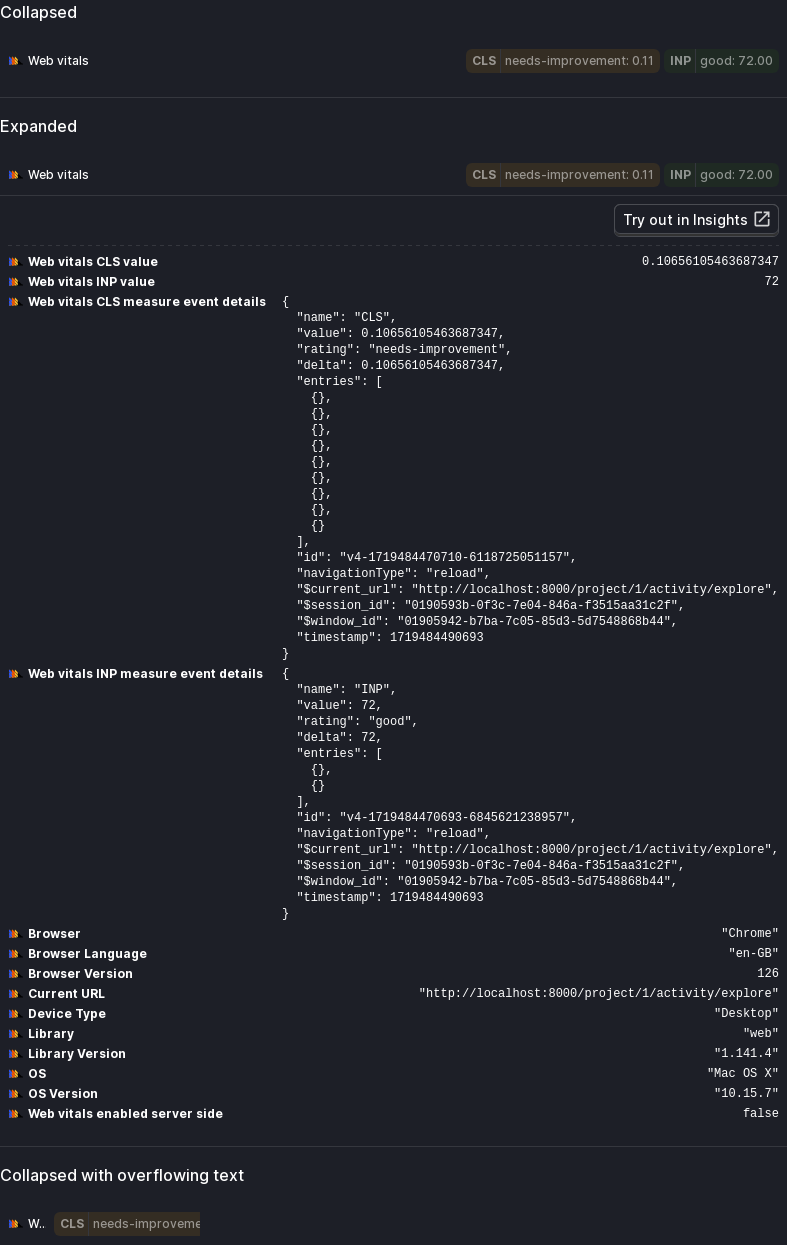 Collapsed
Web vitals CLS needs-improvement: 0.11 INP good: 72.00
Expanded
Web vitals CLS needs-improvement: 0.11 INP good: 72.00
Try out in Insights
Web vitals CLS value 0.10656105463687347
Web vitals INP value 72
Web vitals CLS measure event details {
"name": "CLS",
"value": 0.10656105463687347,
"rating": "needs-improvement",
"delta": 0.10656105463687347,
"entries": [
{},
{},
{},
{},
{},
{},
{},
{},
{}
],
"id": "v4-1719484470710-6118725051157",
"navigationType": "reload",
"$current_url": "http://localhost:8000/project/1/activity/explore",
"$session_id": "0190593b-0f3c-7e04-846a-f3515aa31c2f",
"$window_id": "01905942-b7ba-7c05-85d3-5d7548868b44",
"timestamp": 1719484490693
}
Web vitals INP measure event details {
"name": "INP",
"value": 72,
"rating": "good",
"delta": 72,
"entries": [
{},
{}
],
"id": "v4-1719484470693-6845621238957",
"navigationType": "reload",
"$current_url": "http://localhost:8000/project/1/activity/explore",
"$session_id": "0190593b-0f3c-7e04-846a-f3515aa31c2f",
"$window_id": "01905942-b7ba-7c05-85d3-5d7548868b44",
"timestamp": 1719484490693
}
Browser "Chrome"
Browser Language "en-GB"
Browser Version 126
Current URL "http://localhost:8000/project/1/activity/explore"
Device Type "Desktop"
Library "web"
Library Version "1.141.4"
OS "Mac OS X"
OS Version "10.15.7"
Web vitals enabled server side false
Collapsed with overflowing text
W.. CLS needs-improveme